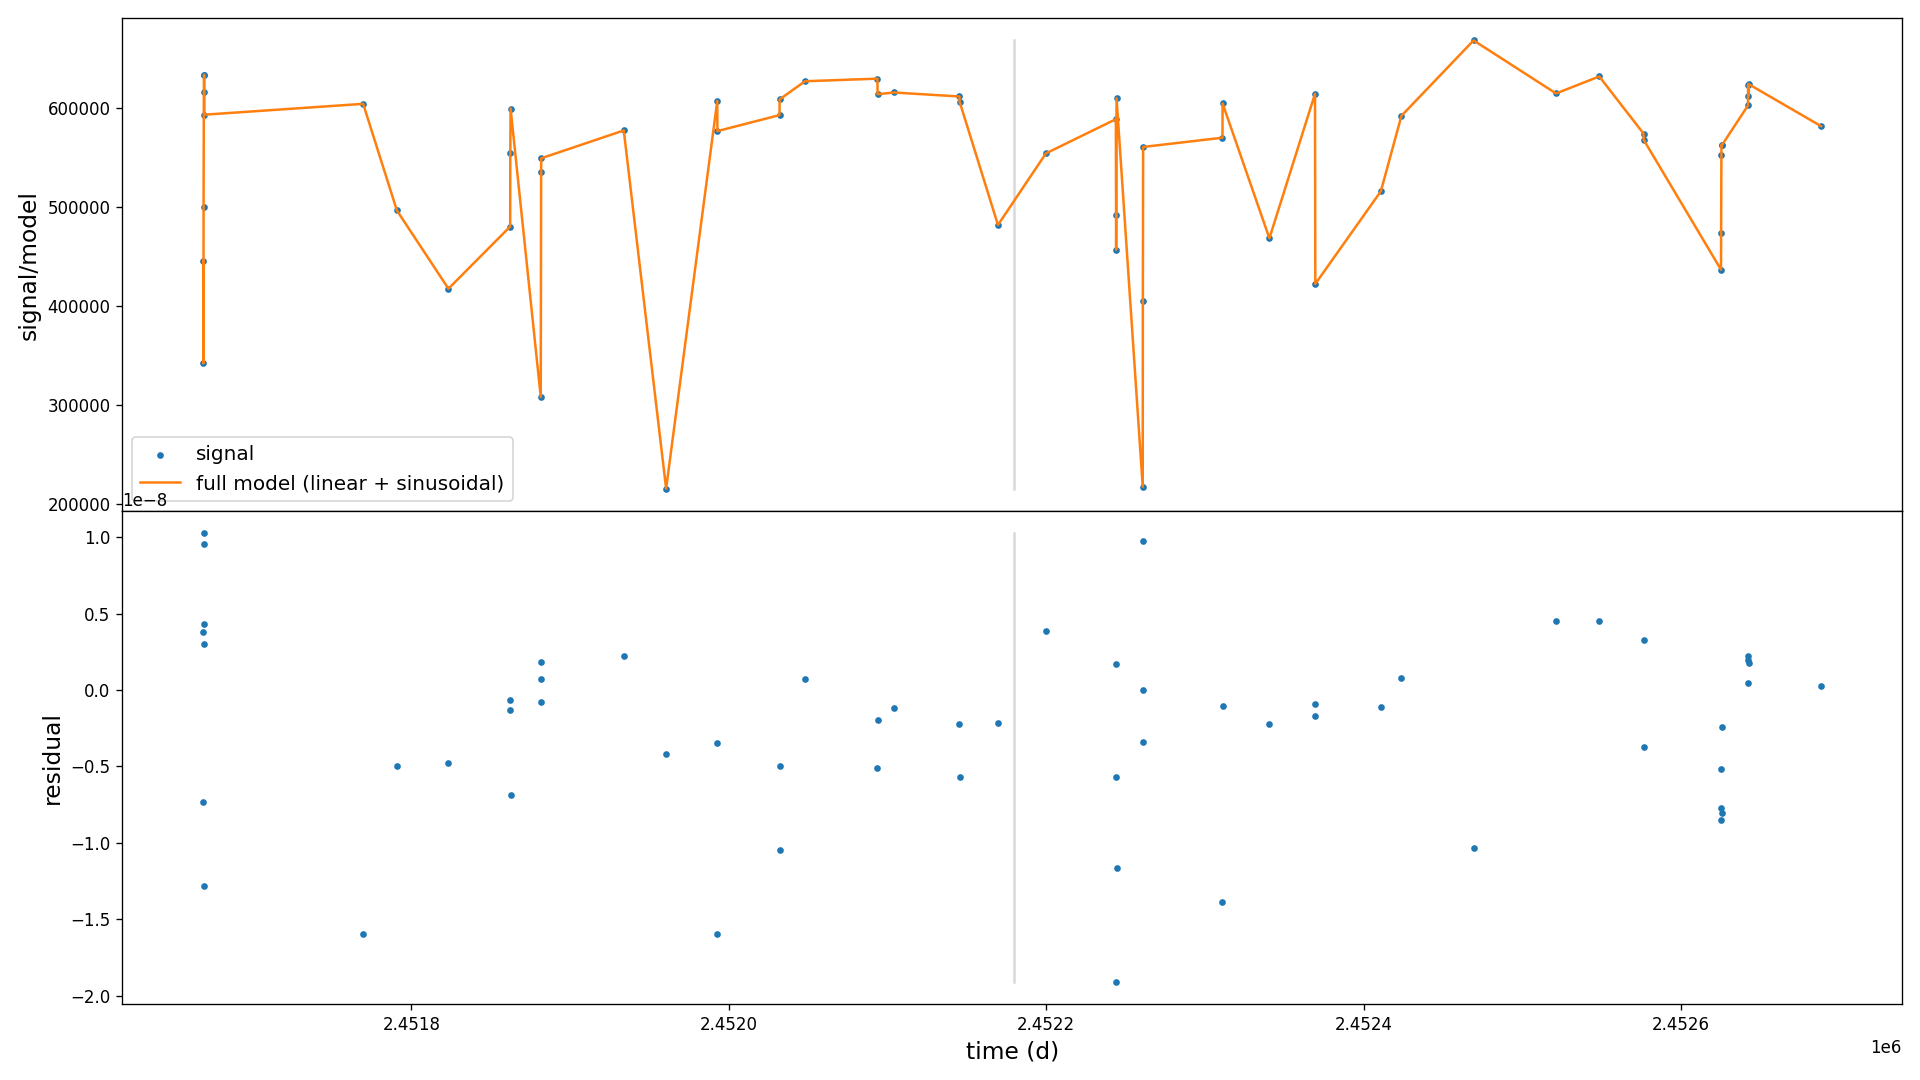 signal/model
600000
500000
400000
300000
200000
signal
full model (linear + sinusoidal)
1e−8
residual
1.0
0.5
0.0
−0.5
−1.0
−1.5
−2.0
2.4518
2.4520
2.4522
2.4524
2.4526
time (d)
1e6